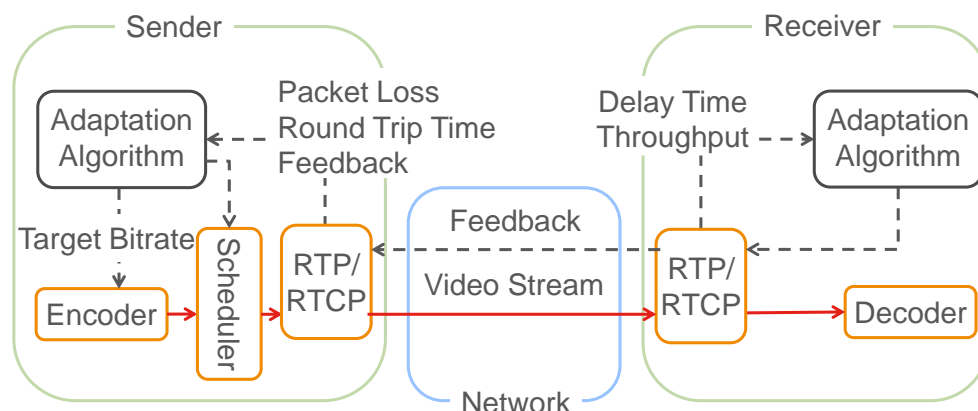 Sender
Receiver
Packet Loss
Round Trip Time
Feedback
Adaptation
Algorithm
Delay Time
Throughput
Adaptation
Algorithm
Target Bitrate
Scheduler
Feedback
RTP/
RTCP
Video Stream
RTP/
RTCP
Encoder
Decoder
Network